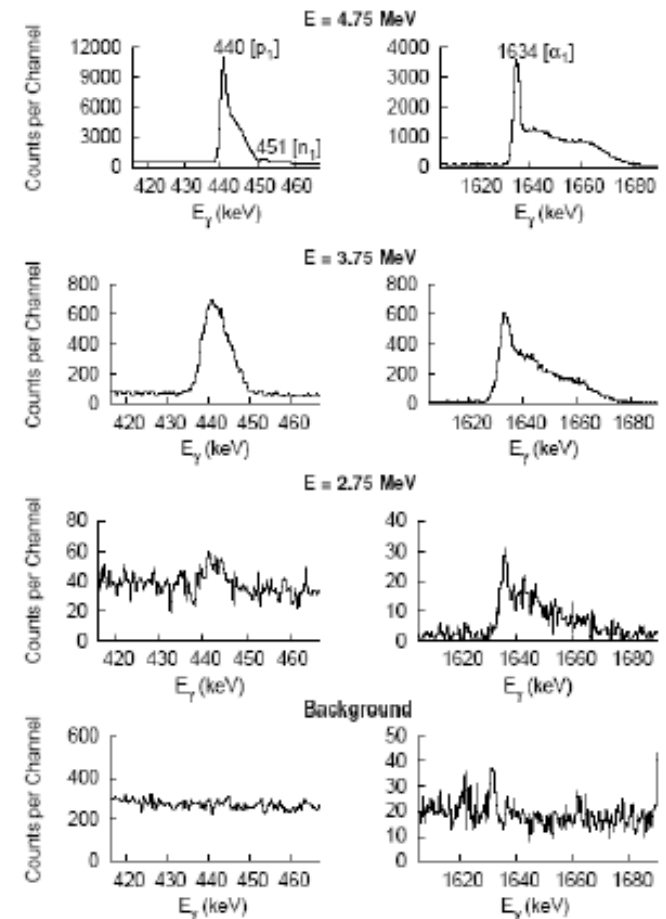 E = 4.75 MeV
Counts per Channel
12000
9000
6000
3000
0
440 [p₁]
451 [n₁]
420 430 440 450 460
Eγ (keV)
4000
3000
2000
1000
0
1634 [α₁]
1620 1640 1660 1680
Eγ (keV)
E = 3.75 MeV
Counts per Channel
800
600
400
200
0
420 430 440 450 460
Eγ (keV)
800
600
400
200
0
1620 1640 1660 1680
Eγ (keV)
E = 2.75 MeV
Counts per Channel
80
60
40
20
0
420 430 440 450 460
Eγ (keV)
40
30
20
10
0
1620 1640 1660 1680
Eγ (keV)
Background
Counts per Channel
600
400
200
0
420 430 440 450 460
Eγ (keV)
50
40
30
20
10
0
1620 1640 1660 1680
Eγ (keV)